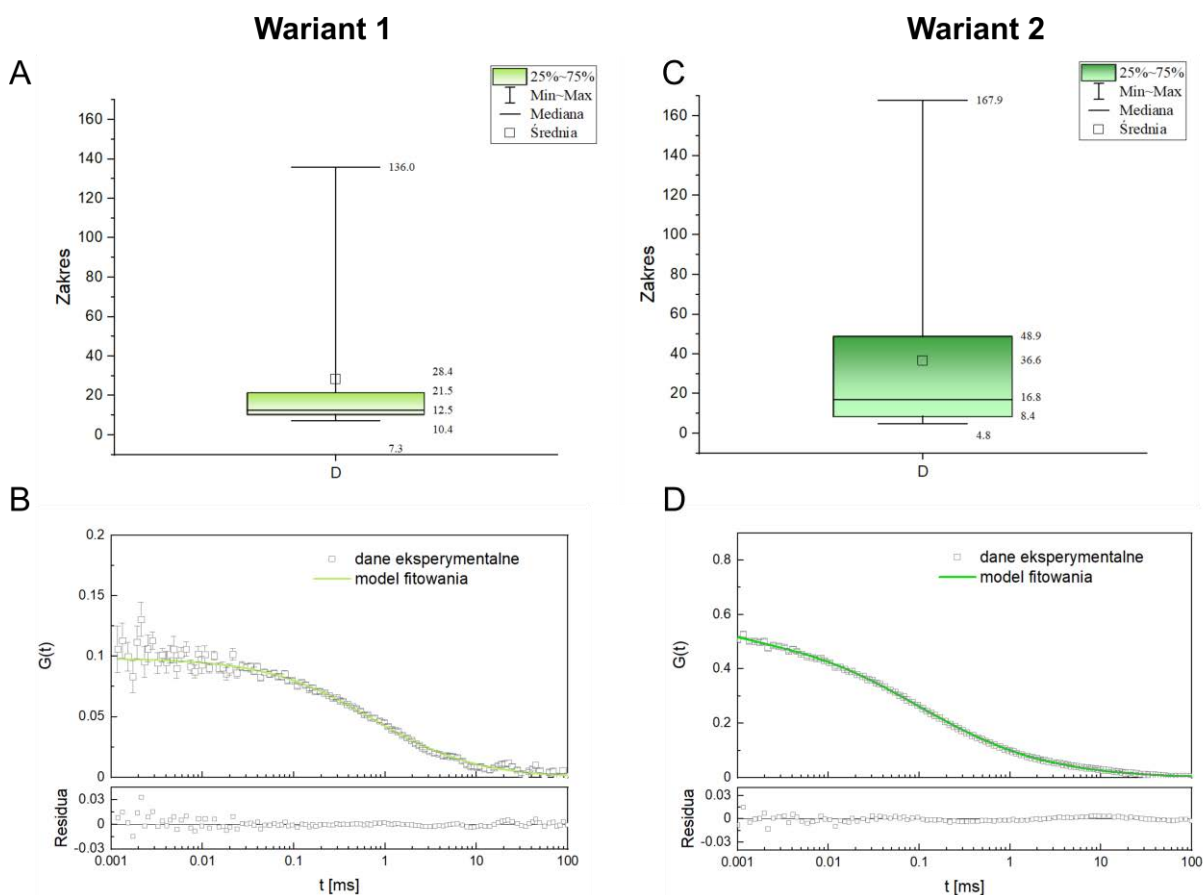 Wariant 1
Wariant 2
A
25%~75%
Min~Max
Mediana
Średnia
160
140
120
100
80
60
40
20
0
Zakres
136.0
28.4
21.5
12.5
10.4
7.3
D
C
25%~75%
Min~Max
Mediana
Średnia
160
140
120
100
80
60
40
20
0
Zakres
167.9
48.9
36.6
16.8
8.4
4.8
D
B
0.2
0.15
0.1
0.05
0
G(t)
dane eksperymentalne
model fitowania
0.03
0
-0.03
Residua
0.001
0.01
0.1
1
10
100
t [ms]
D
0.8
0.6
0.4
0.2
0
G(t)
dane eksperymentalne
model fitowania
0.03
0
-0.03
Residua
0.001
0.01
0.1
1
10
100
t [ms]